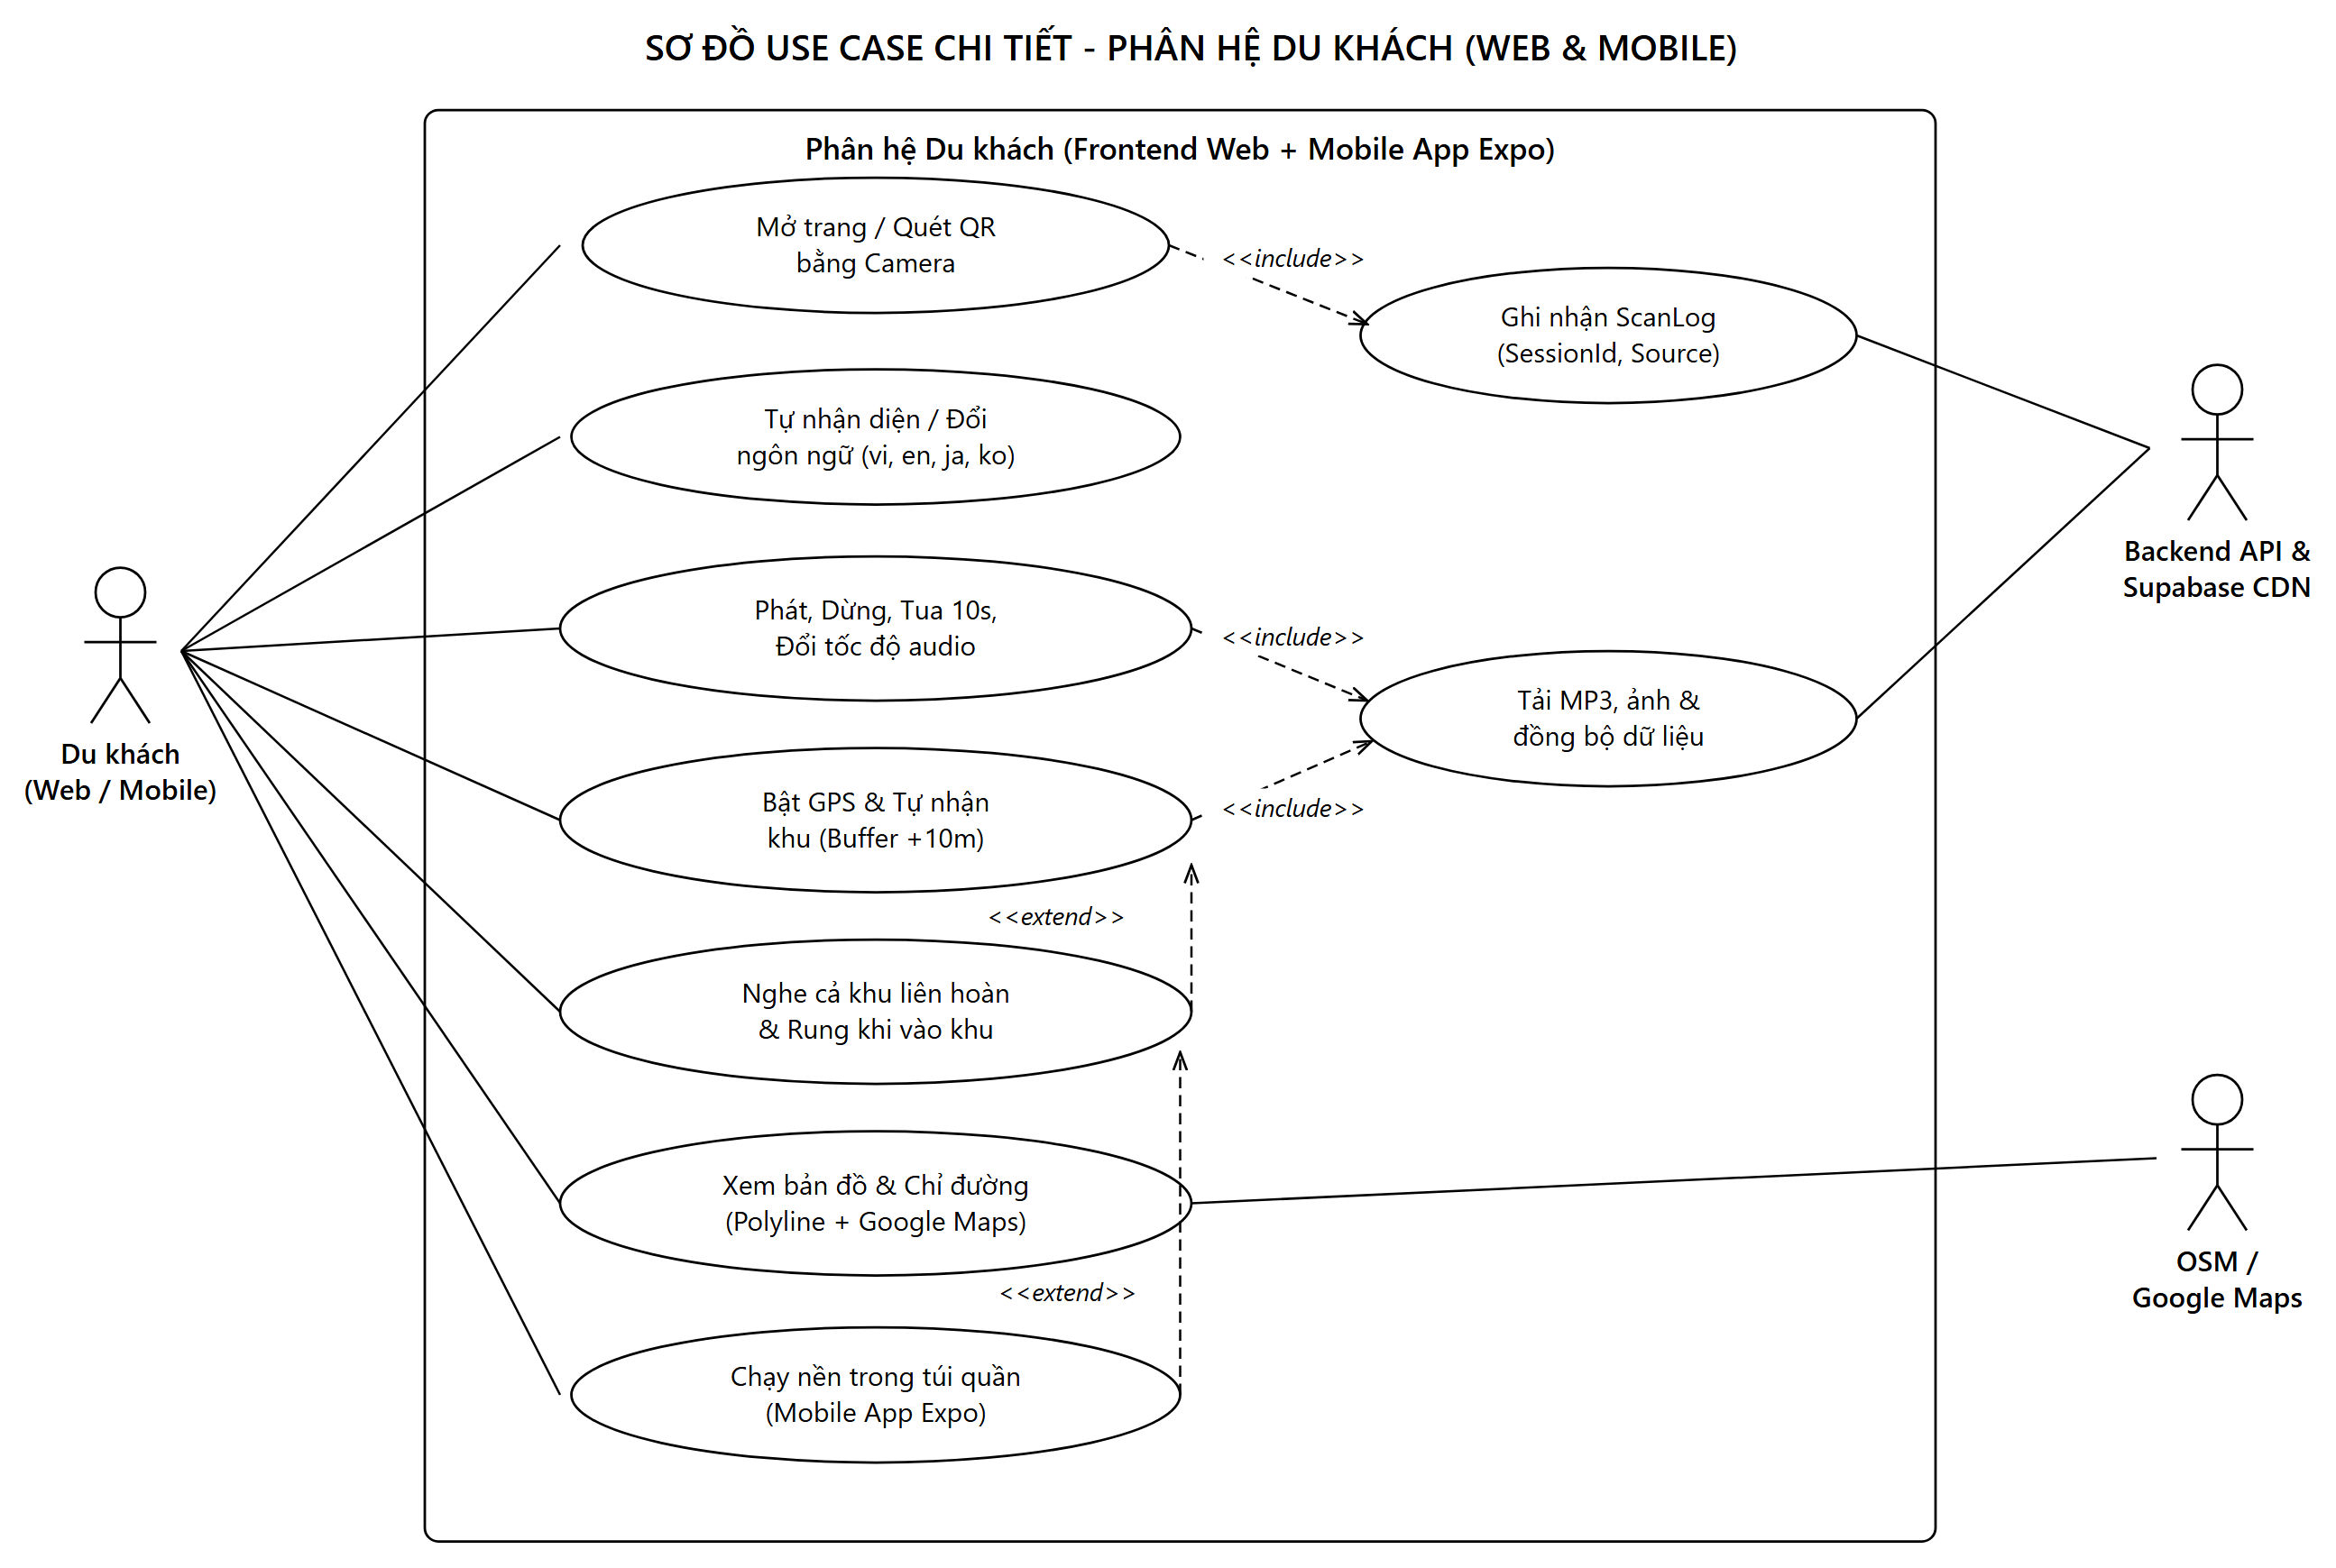 SƠ ĐỒ USE CASE CHI TIẾT - PHÂN HỆ DU KHÁCH (WEB & MOBILE)
Phân hệ Du khách (Frontend Web + Mobile App Expo)
Mở trang / Quét QR
bằng Camera
<<include>>
Ghi nhận ScanLog
(SessionId, Source)
Tự nhận diện / Đổi
ngôn ngữ (vi, en, ja, ko)
Backend API &
Supabase CDN
Phát, Dừng, Tua 10s,
Đổi tốc độ audio
<<include>>
Tải MP3, ảnh &
đồng bộ dữ liệu
Du khách
(Web / Mobile)
Bật GPS & Tự nhận
khu (Buffer +10m)
<<include>>
<<extend>>
Nghe cả khu liên hoàn
& Rung khi vào khu
Xem bản đồ & Chỉ đường
(Polyline + Google Maps)
OSM /
Google Maps
<<extend>>
Chạy nền trong túi quần
(Mobile App Expo)